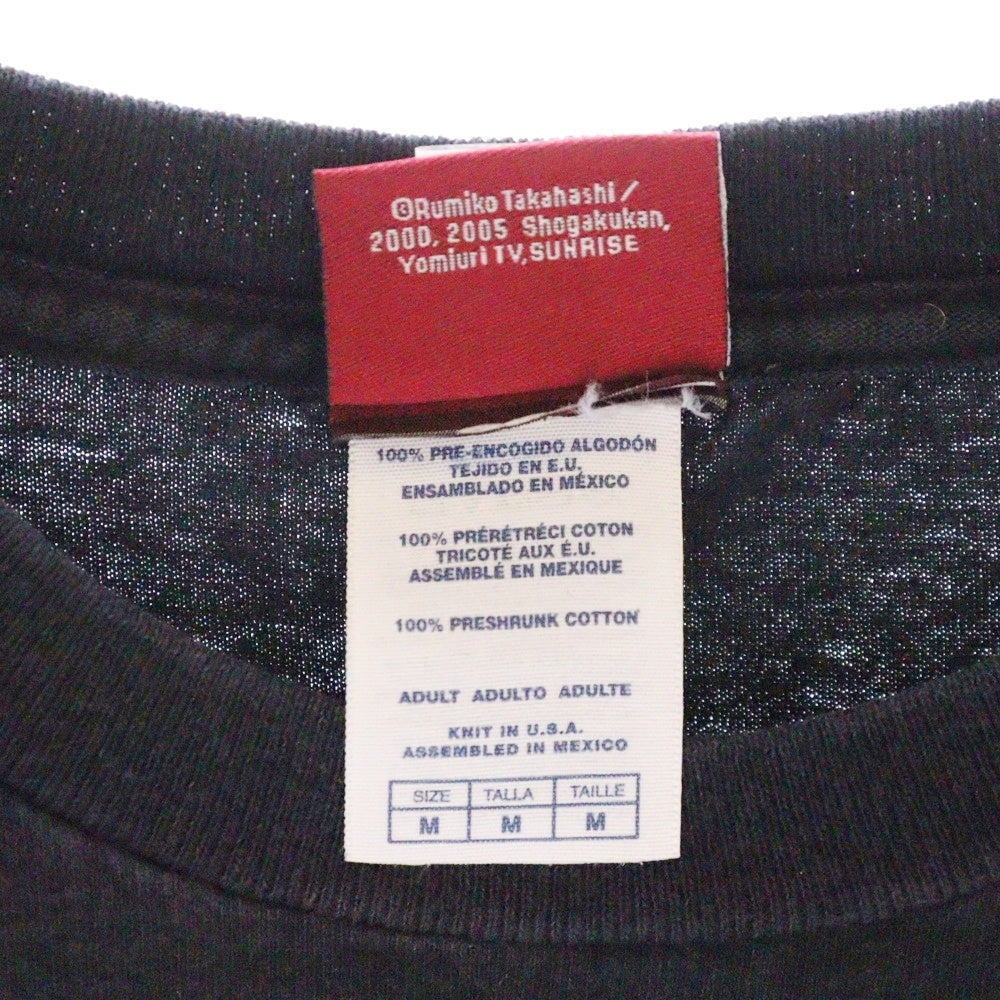 ©Rumiko Takahashi/
2000, 2005 Shogakukan,
Yomiuri TV, SUNRISE
100% PRE-ENCOGIDO ALGODÓN
TEJIDO EN E.U.
ENSAMBLADO EN MÉXICO
100% PRÉRÉTRÉCI COTON
TRICOTÉ AUX É.U.
ASSEMBLÉ EN MEXIQUE
100% PRESHRUNK COTTON
ADULT ADULTO ADULTE
KNIT IN U.S.A.
ASSEMBLED IN MEXICO
SIZE TALLA TAILLE
M M M